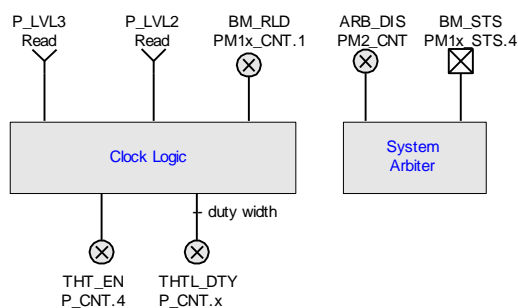 P_LVL3
Read
P_LVL2
Read
BM_RLD
PM1x_CNT.1
ARB_DIS
PM2_CNT
BM_STS
PM1x_STS.4
Clock Logic
System
Arbiter
duty width
THT_EN
P_CNT.4
THTL_DTY
P_CNT.x